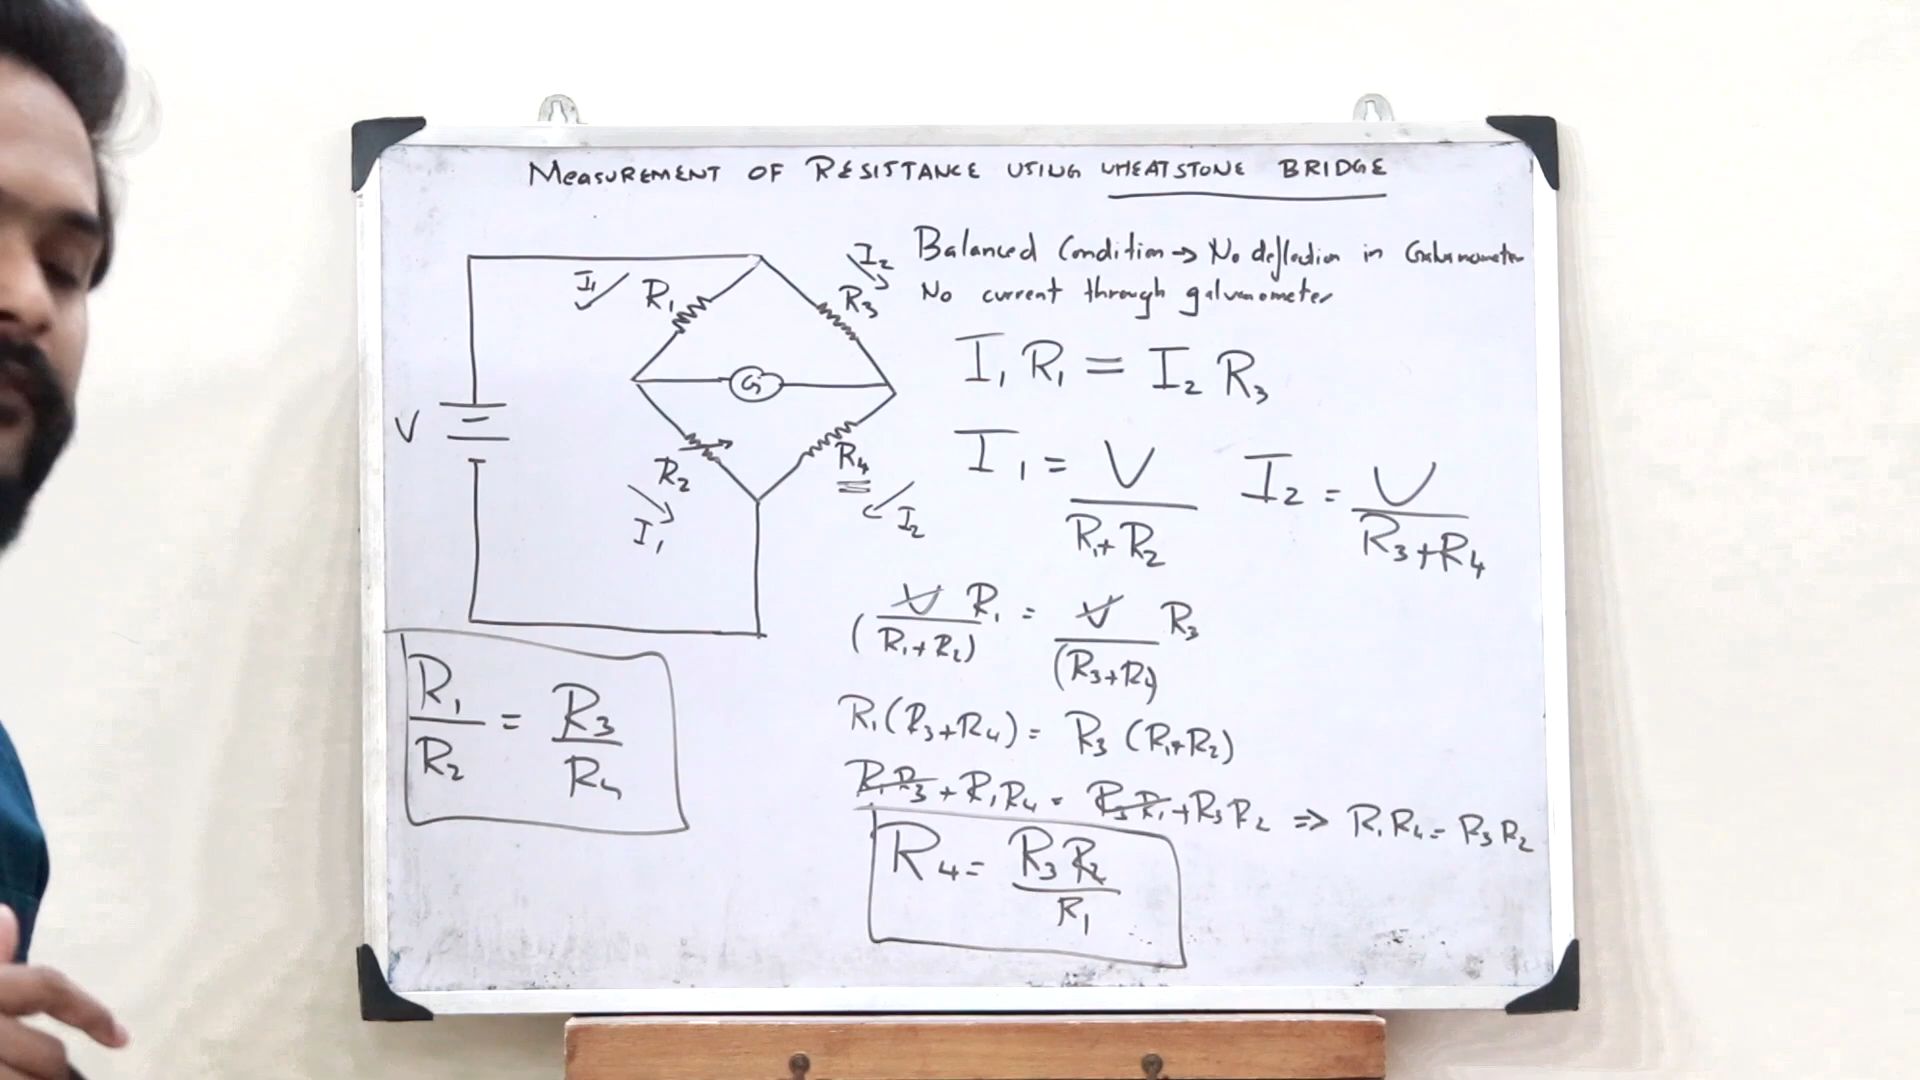 MEASUREMENT OF RESISTANCE USING WHEATSTONE BRIDGE
Balanced Condition → No deflection in Galvanometer
No current through galvanometer
I₁ R₁ = I₂ R₃
I₁ = V / (R₁+R₂) I₂ = V / (R₃+R₄)
(V / (R₁+R₂)) R₁ = (V / (R₃+R₄)) R₃
R₁(R₃+R₄) = R₃ (R₁+R₂)
R₁R₃ + R₁R₄ = R₃R₁ + R₃R₂ ⇒ R₁R₄ = R₃R₂
R₄ = R₃R₂ / R₁
I₁
R₁
I₂
R₃
G
V
R₂
R₄
I₁
I₂
R₁/R₂ = R₃/R₄